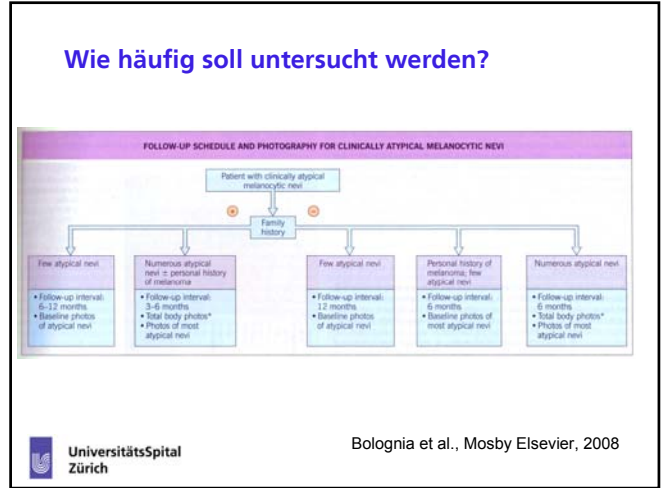 Wie häufig soll untersucht werden?
FOLLOW-UP SCHEDULE AND PHOTOGRAPHY FOR CLINICALLY ATYPICAL MELANOCYTIC NEVI
Patient with clinically atypical
melanocytic nevi
+
−
Family
history
Few atypical nevi
• Follow-up interval:
6–12 months
• Baseline photos
of atypical nevi
Numerous atypical
nevi ± personal history
of melanoma
• Follow-up interval:
3–6 months
• Total body photos*
• Photos of most
atypical nevi
Few atypical nevi
• Follow-up interval:
12 months
• Baseline photos
of atypical nevi
Personal history of
melanoma; few
atypical nevi
• Follow-up interval:
6 months
• Baseline photos of
most atypical nevi
Numerous atypical nevi
• Follow-up interval:
6 months
• Total body photos*
• Photos of most
atypical nevi
Bolognia et al., Mosby Elsevier, 2008
UniversitätsSpital
Zürich